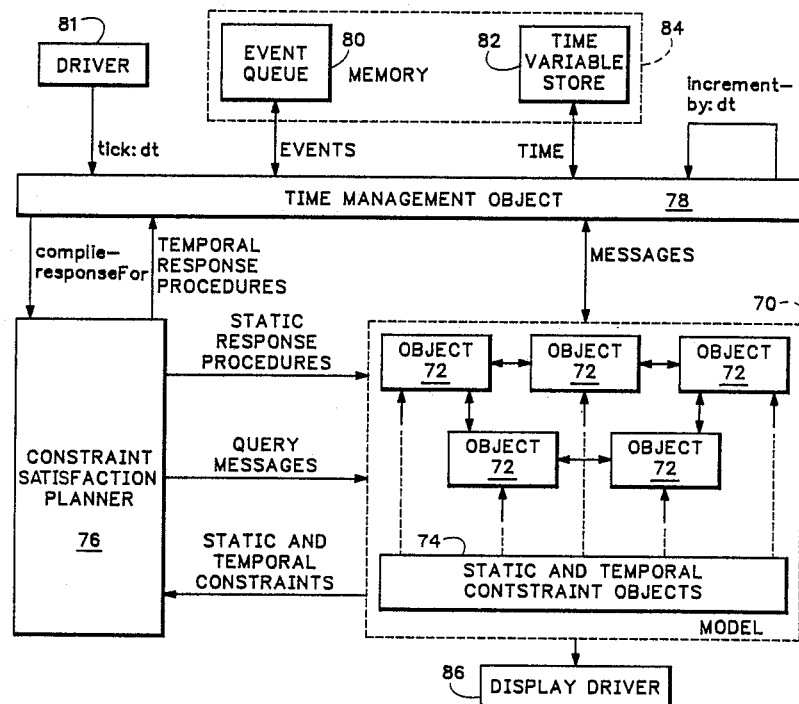 81
DRIVER
EVENT
QUEUE
80
MEMORY
82
TIME
VARIABLE
STORE
84
increment-
by: dt
tick: dt
EVENTS
TIME
TIME MANAGEMENT OBJECT 78
complie-
responseFor
TEMPORAL
RESPONSE
PROCEDURES
MESSAGES
70
STATIC
RESPONSE
PROCEDURES
OBJECT
72
OBJECT
72
OBJECT
72
CONSTRAINT
SATISFACTION
PLANNER
76
QUERY
MESSAGES
OBJECT
72
OBJECT
72
STATIC AND
TEMPORAL
CONSTRAINTS
74
STATIC AND TEMPORAL
CONTSTRAINT OBJECTS
MODEL
86
DISPLAY DRIVER